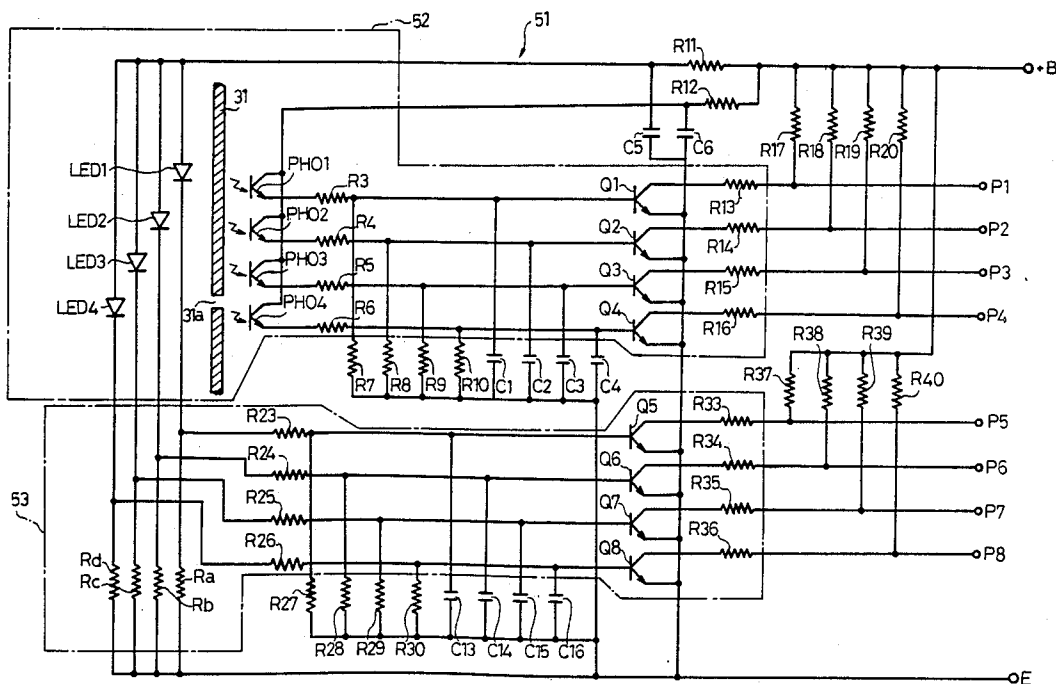 52
51
R11
+B
R12
31
C5
C6
R17
R18
R19
R20
LED1
PHO1
R3
Q1
R13
P1
LED2
PHO2
R4
Q2
R14
P2
LED3
PHO3
R5
Q3
R15
P3
LED4
31a
PHO4
R6
Q4
R16
P4
R38
R39
R7
R8
R9
R10
C1
C2
C3
C4
R37
R40
R23
Q5
R33
P5
R24
Q6
R34
P6
53
R25
Q7
R35
P7
R26
Q8
R36
P8
Rd
Rc
Ra
Rb
R27
R28
R29
R30
C13
C14
C15
C16
E